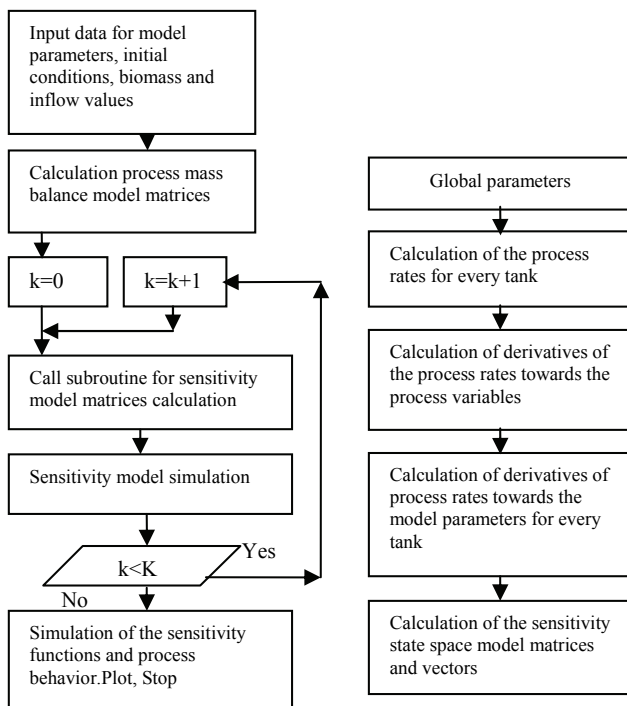 Input data for model
parameters, initial
conditions, biomass and
inflow values
Calculation process mass
balance model matrices
k=0
k=k+1
Call subroutine for sensitivity
model matrices calculation
Sensitivity model simulation
k<K
Yes
No
Simulation of the sensitivity
functions and process
behavior.Plot, Stop
Global parameters
Calculation of the process
rates for every tank
Calculation of derivatives of
the process rates towards the
process variables
Calculation of derivatives of
process rates towards the
model parameters for every
tank
Calculation of the sensitivity
state space model matrices
and vectors